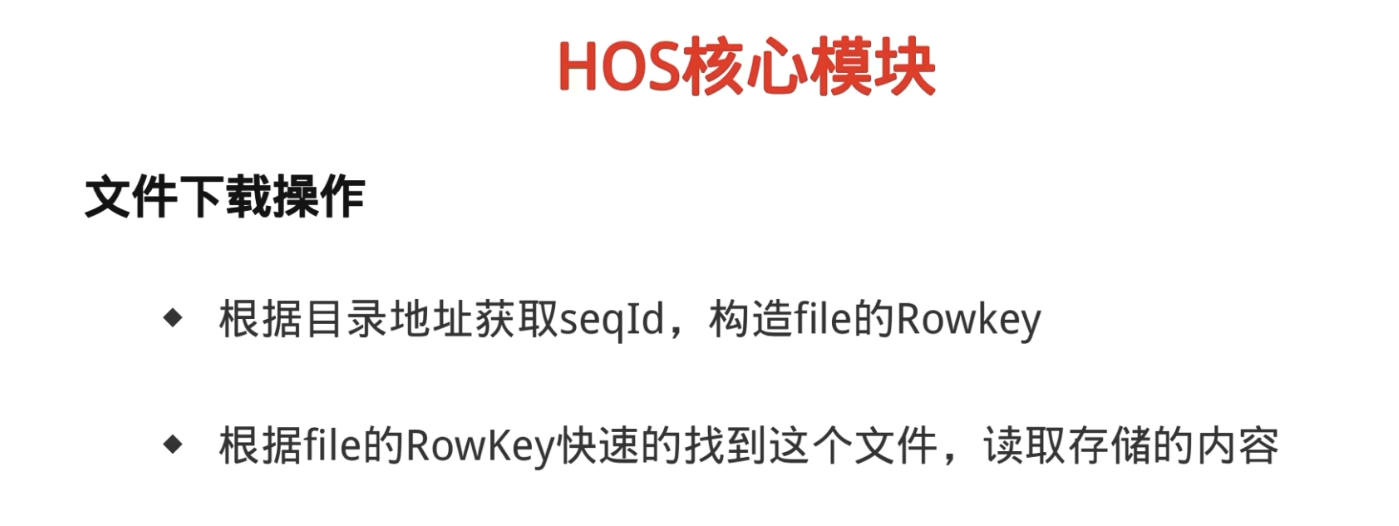 HOS核心模块
文件下载操作
◆ 根据目录地址获取seqId，构造file的Rowkey
◆ 根据file的RowKey快速的找到这个文件，读取存储的内容